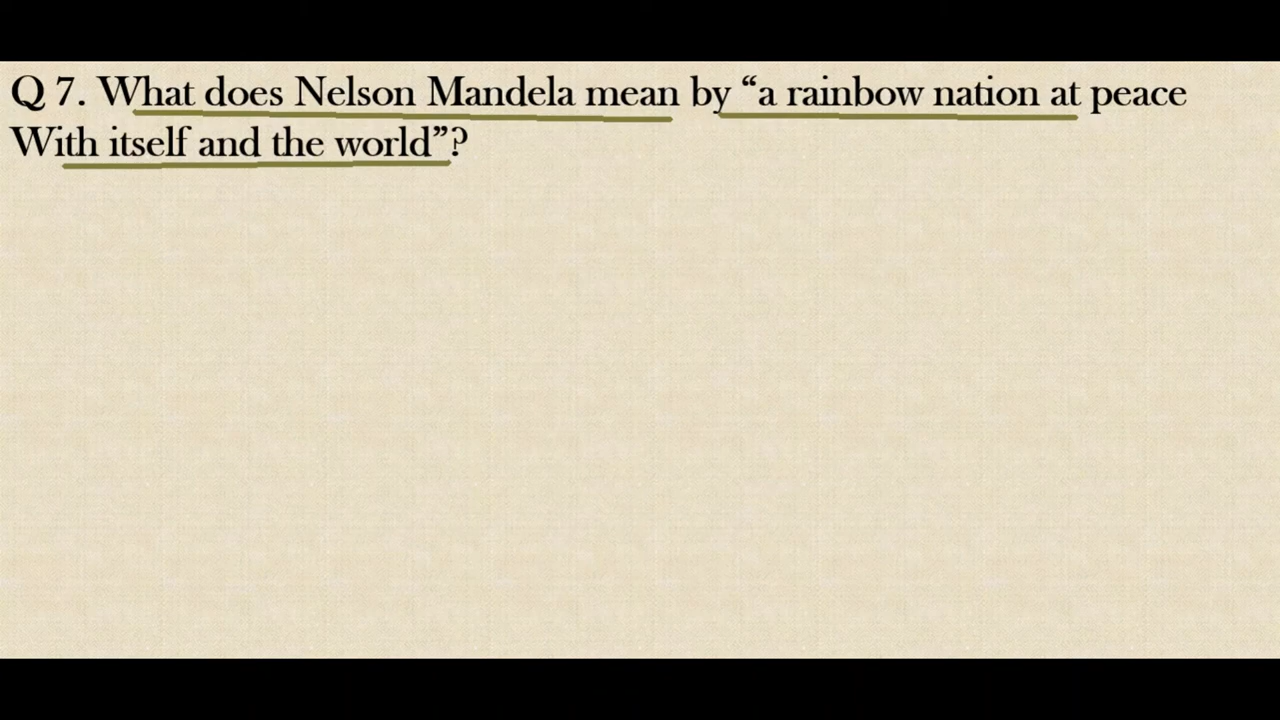 Q 7. What does Nelson Mandela mean by “a rainbow nation at peace
With itself and the world”?